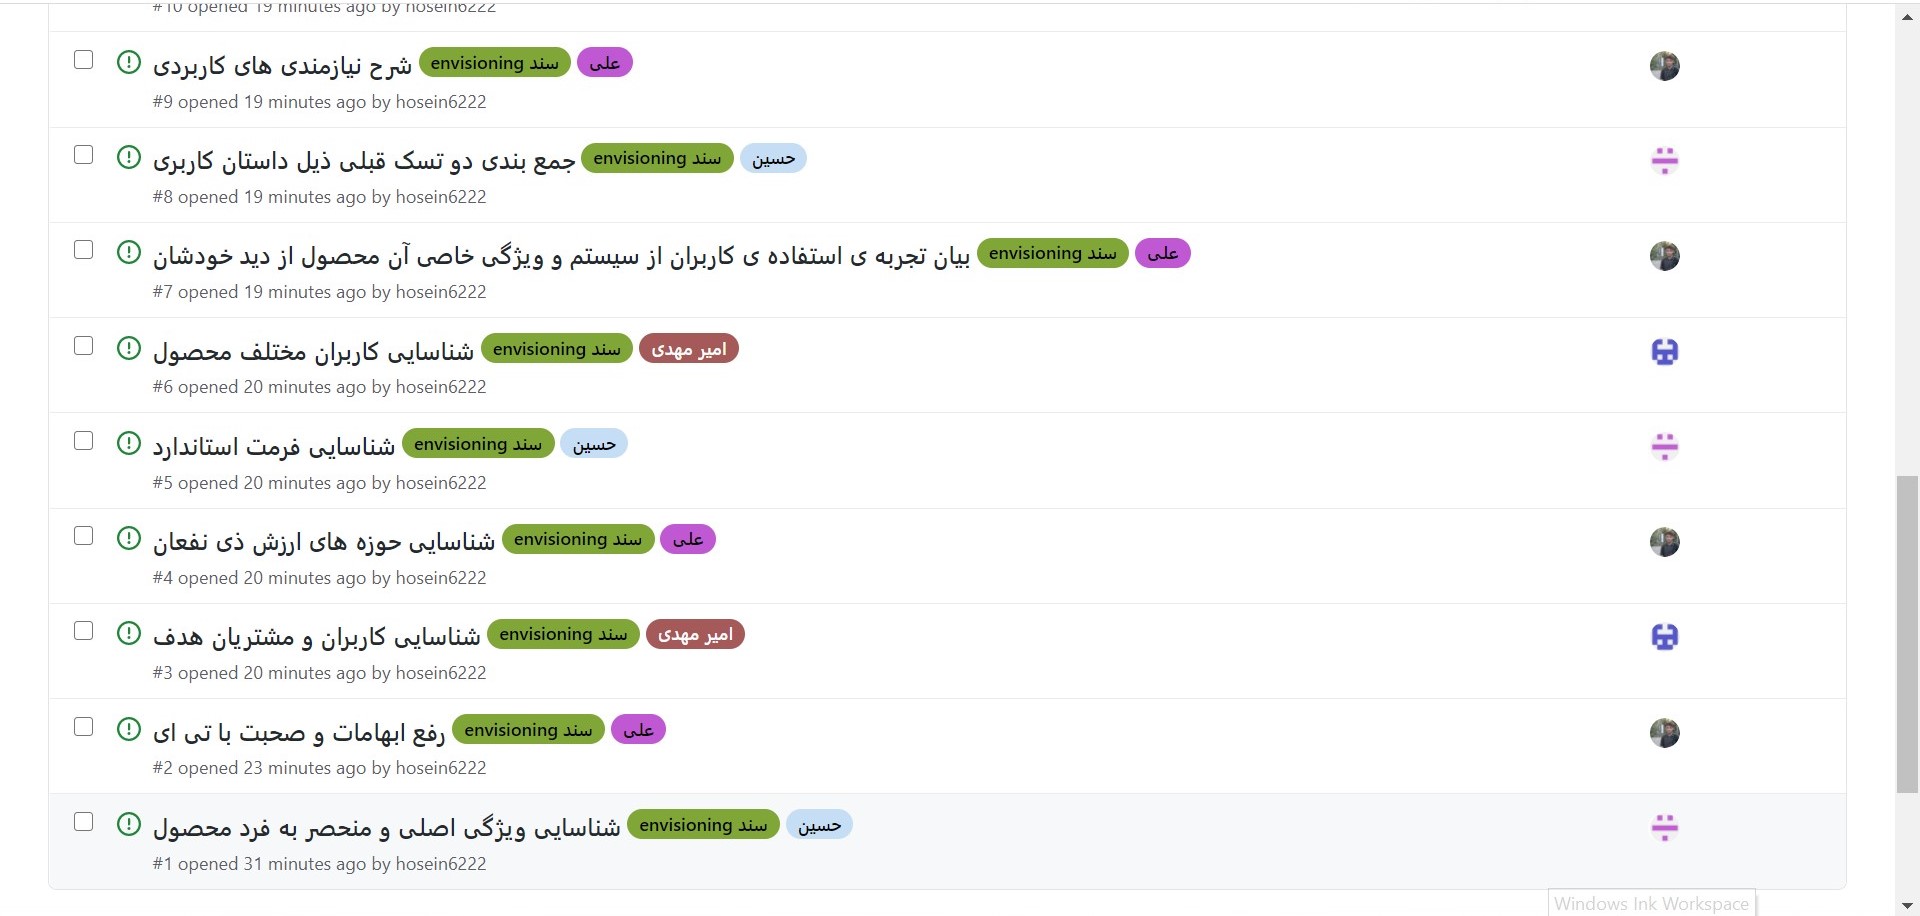 #10 opened 19 minutes ago by hosein6222
شرح نیازمندی های کاربردی سند envisioning علی
#9 opened 19 minutes ago by hosein6222
جمع بندی دو تسک قبلی ذیل داستان کاربری سند envisioning حسین
#8 opened 19 minutes ago by hosein6222
بیان تجربه ی استفاده ی کاربران از سیستم و ویژگی خاصی آن محصول از دید خودشان سند envisioning علی
#7 opened 19 minutes ago by hosein6222
شناسایی کاربران مختلف محصول سند envisioning امیر مهدی
#6 opened 20 minutes ago by hosein6222
شناسایی فرمت استاندارد سند envisioning حسین
#5 opened 20 minutes ago by hosein6222
شناسایی حوزه های ارزش ذی نفعان سند envisioning علی
#4 opened 20 minutes ago by hosein6222
شناسایی کاربران و مشتریان هدف سند envisioning امیر مهدی
#3 opened 20 minutes ago by hosein6222
رفع ابهامات و صحبت با تی ای سند envisioning علی
#2 opened 23 minutes ago by hosein6222
شناسایی ویژگی اصلی و منحصر به فرد محصول سند envisioning حسین
#1 opened 31 minutes ago by hosein6222
Windows Ink Workspace